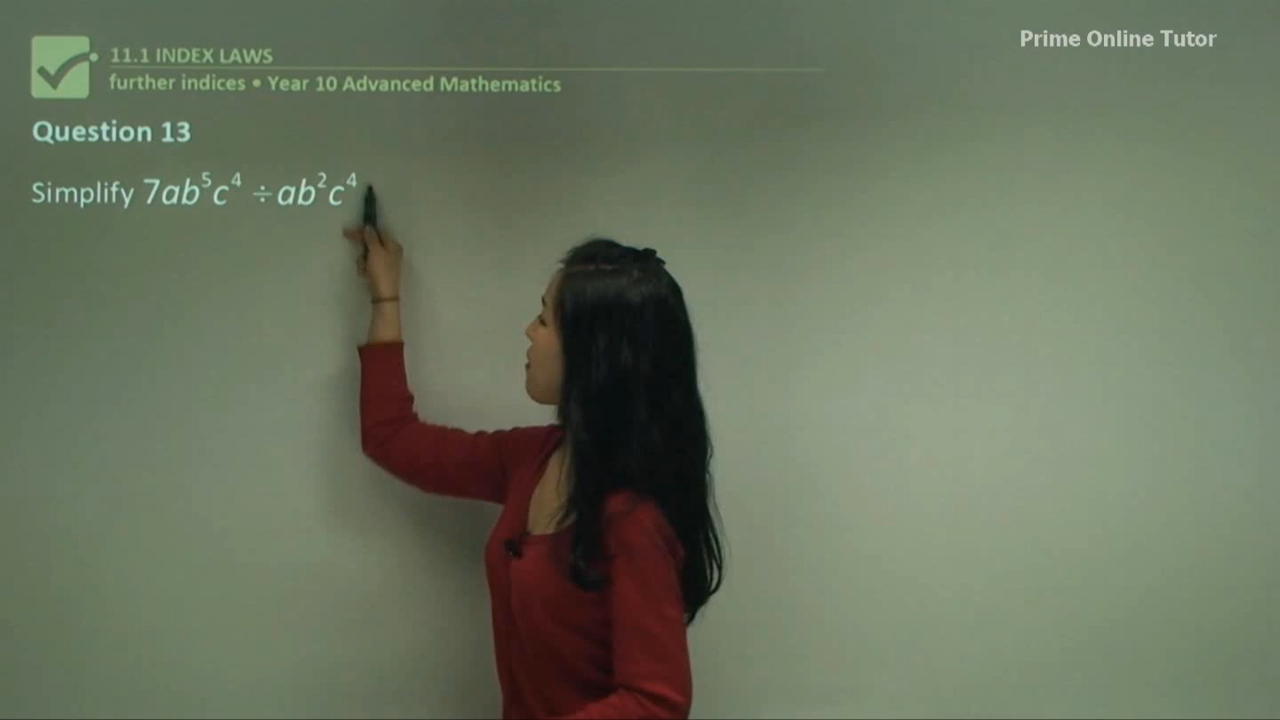 Prime Online Tutor
11.1 INDEX LAWS
further indices • Year 10 Advanced Mathematics
Question 13
Simplify 7ab⁵c⁴ ÷ ab²c⁴